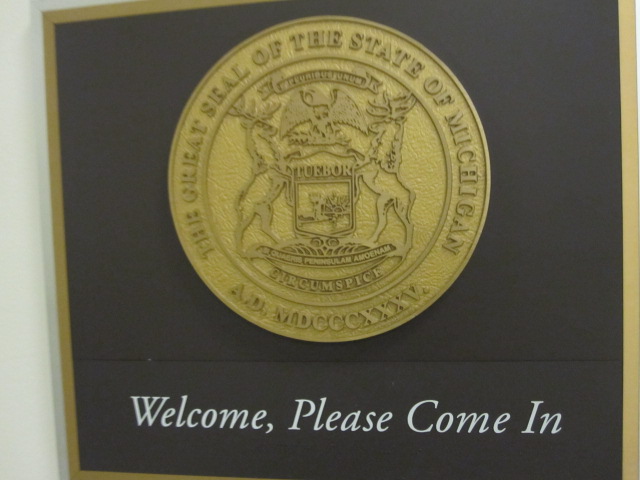 THE GREAT SEAL OF THE STATE OF MICHIGAN
E PLURIBUS UNUM
TUEBOR
SI QUAERIS PENINSULAM AMOENAM
CIRCUMSPICE
A.D. MDCCCXXXV.
Welcome, Please Come In